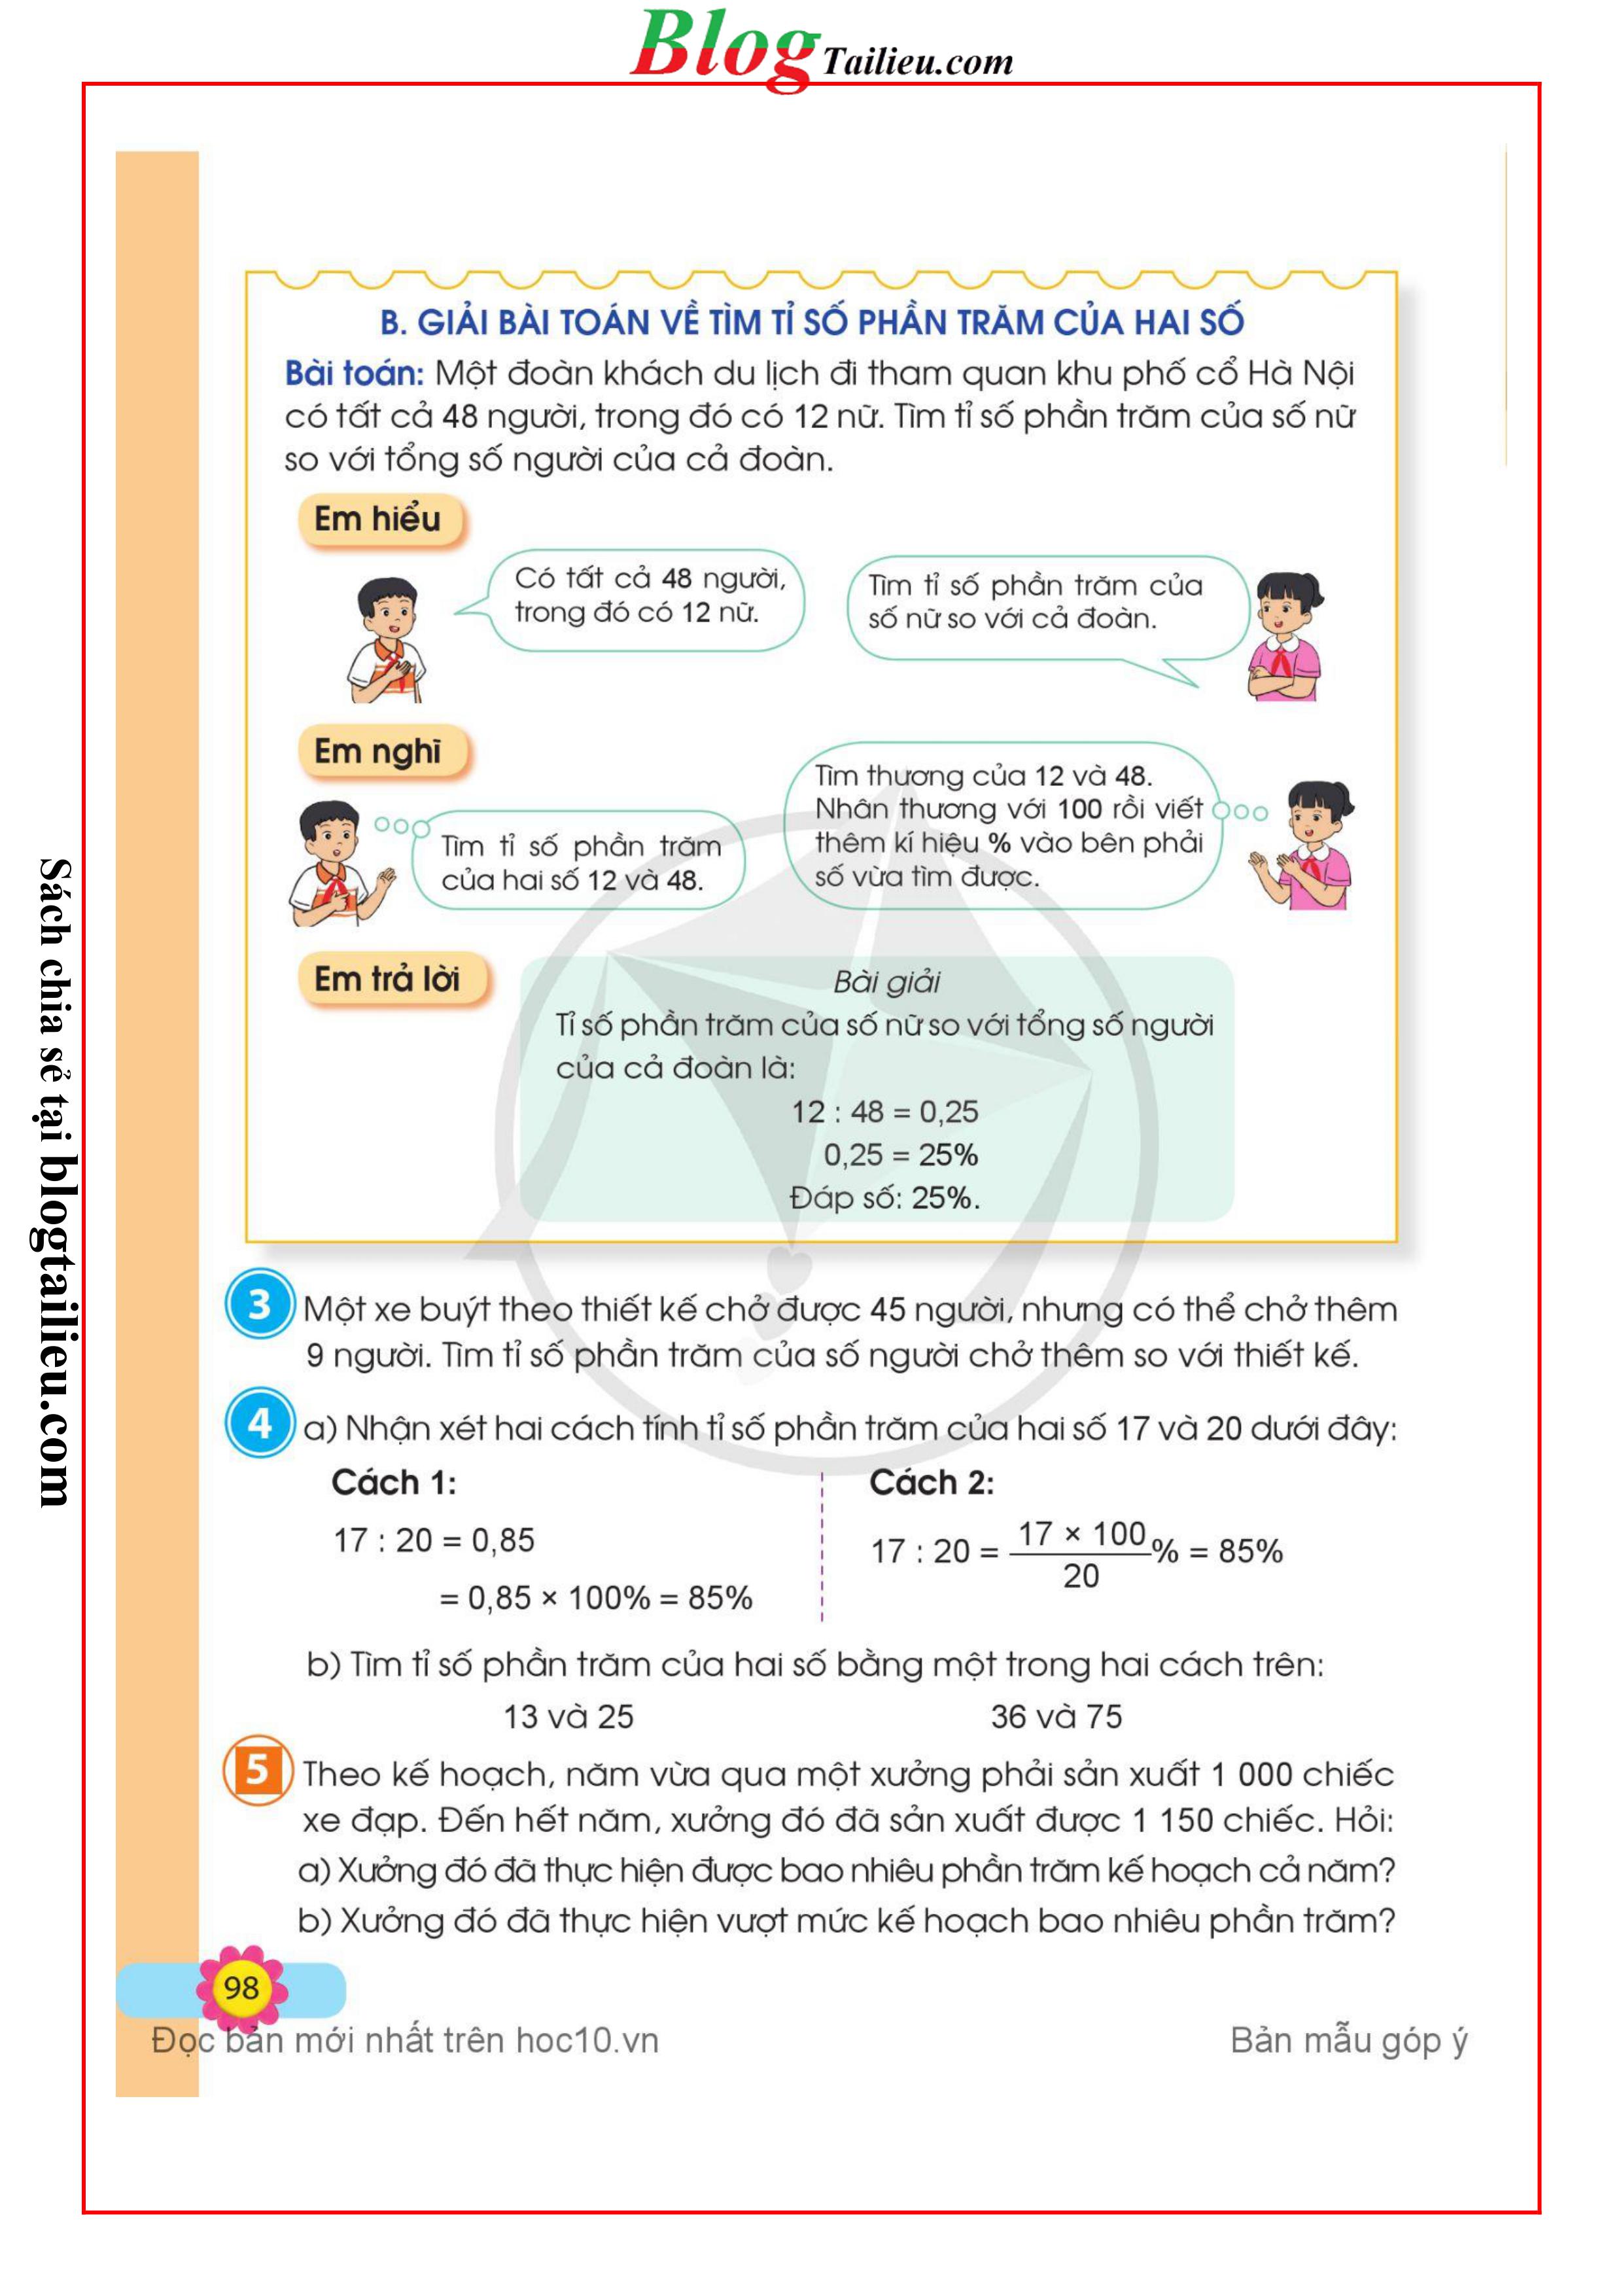 Blog Tailieu.com
B. GIẢI BÀI TOÁN VỀ TÌM TỈ SỐ PHẦN TRĂM CỦA HAI SỐ
Bài toán: Một đoàn khách du lịch đi tham quan khu phố cổ Hà Nội
có tất cả 48 người, trong đó có 12 nữ. Tìm tỉ số phần trăm của số nữ
so với tổng số người của cả đoàn.
Em hiểu
Có tất cả 48 người,
trong đó có 12 nữ.
Tìm tỉ số phần trăm của
số nữ so với cả đoàn.
Em nghĩ
Tìm tỉ số phần trăm
của hai số 12 và 48.
Tìm thương của 12 và 48.
Nhân thương với 100 rồi viết
thêm kí hiệu % vào bên phải
số vừa tìm được.
Em trả lời
Bài giải
Tỉ số phần trăm của số nữ so với tổng số người
của cả đoàn là:
12 : 48 = 0,25
0,25 = 25%
Đáp số: 25%.
3 Một xe buýt theo thiết kế chở được 45 người, nhưng có thể chở thêm
9 người. Tìm tỉ số phần trăm của số người chở thêm so với thiết kế.
4 a) Nhận xét hai cách tính tỉ số phần trăm của hai số 17 và 20 dưới đây:
Cách 1:
17 : 20 = 0,85
= 0,85 × 100% = 85%
Cách 2:
17 : 20 = 17 × 100 / 20 % = 85%
b) Tìm tỉ số phần trăm của hai số bằng một trong hai cách trên:
13 và 25 36 và 75
5 Theo kế hoạch, năm vừa qua một xưởng phải sản xuất 1 000 chiếc
xe đạp. Đến hết năm, xưởng đó đã sản xuất được 1 150 chiếc. Hỏi:
a) Xưởng đó đã thực hiện được bao nhiêu phần trăm kế hoạch cả năm?
b) Xưởng đó đã thực hiện vượt mức kế hoạch bao nhiêu phần trăm?
98
Đọc bản mới nhất trên hoc10.vn Bản mẫu góp ý
Sách chia sẻ tại blogtailieu.com